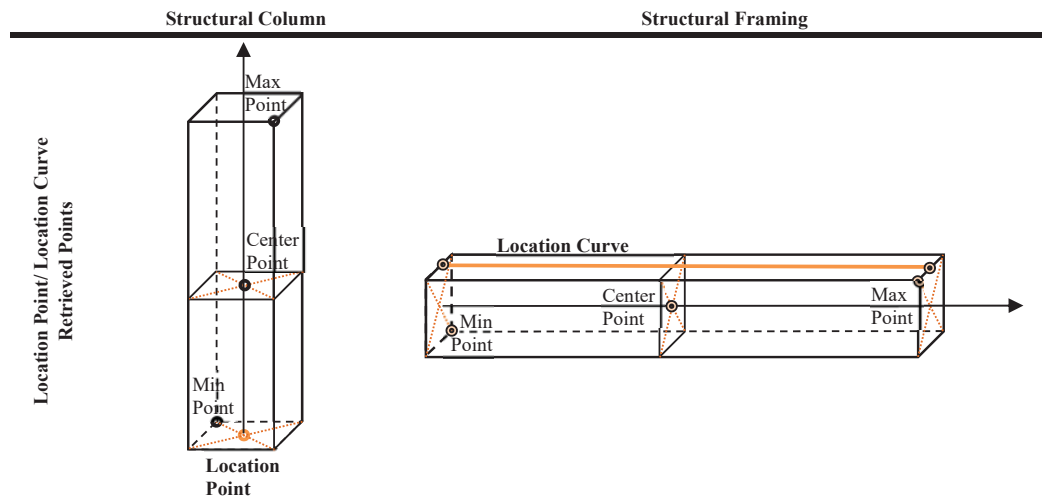 Structural Column
Structural Framing
Location Point/ Location Curve
Retrieved Points
Max
Point
Center
Point
Min
Point
Location
Point
Location Curve
Center
Point
Max
Point
Min
Point